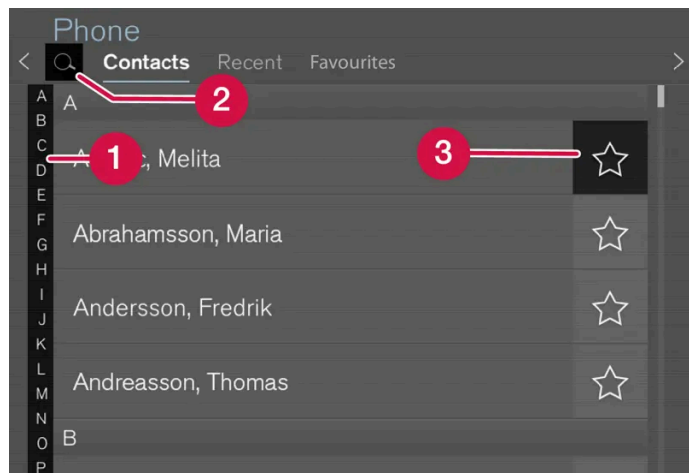 Phone
Contacts Recent Favourites
2
A
A
B
C
D
E
F
G
H
I
J
K
L
M
N
O
P
1
Melita
3
Abrahamsson, Maria
Andersson, Fredrik
Andreasson, Thomas
B